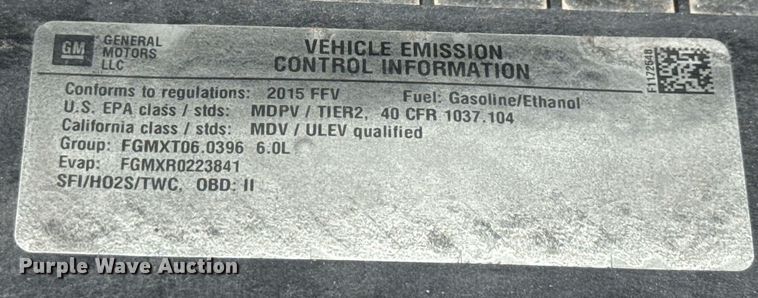 GM GENERAL MOTORS LLC
VEHICLE EMISSION
CONTROL INFORMATION
F1172648
Conforms to regulations: 2015 FFV Fuel: Gasoline/Ethanol
U.S. EPA class / stds: MDPV / TIER2, 40 CFR 1037.104
California class / stds: MDV / ULEV qualified
Group: FGMXT06.0396 6.0L
Evap: FGMXR0223841
SFI/HO2S/TWC, OBD: II
Purple Wave Auction